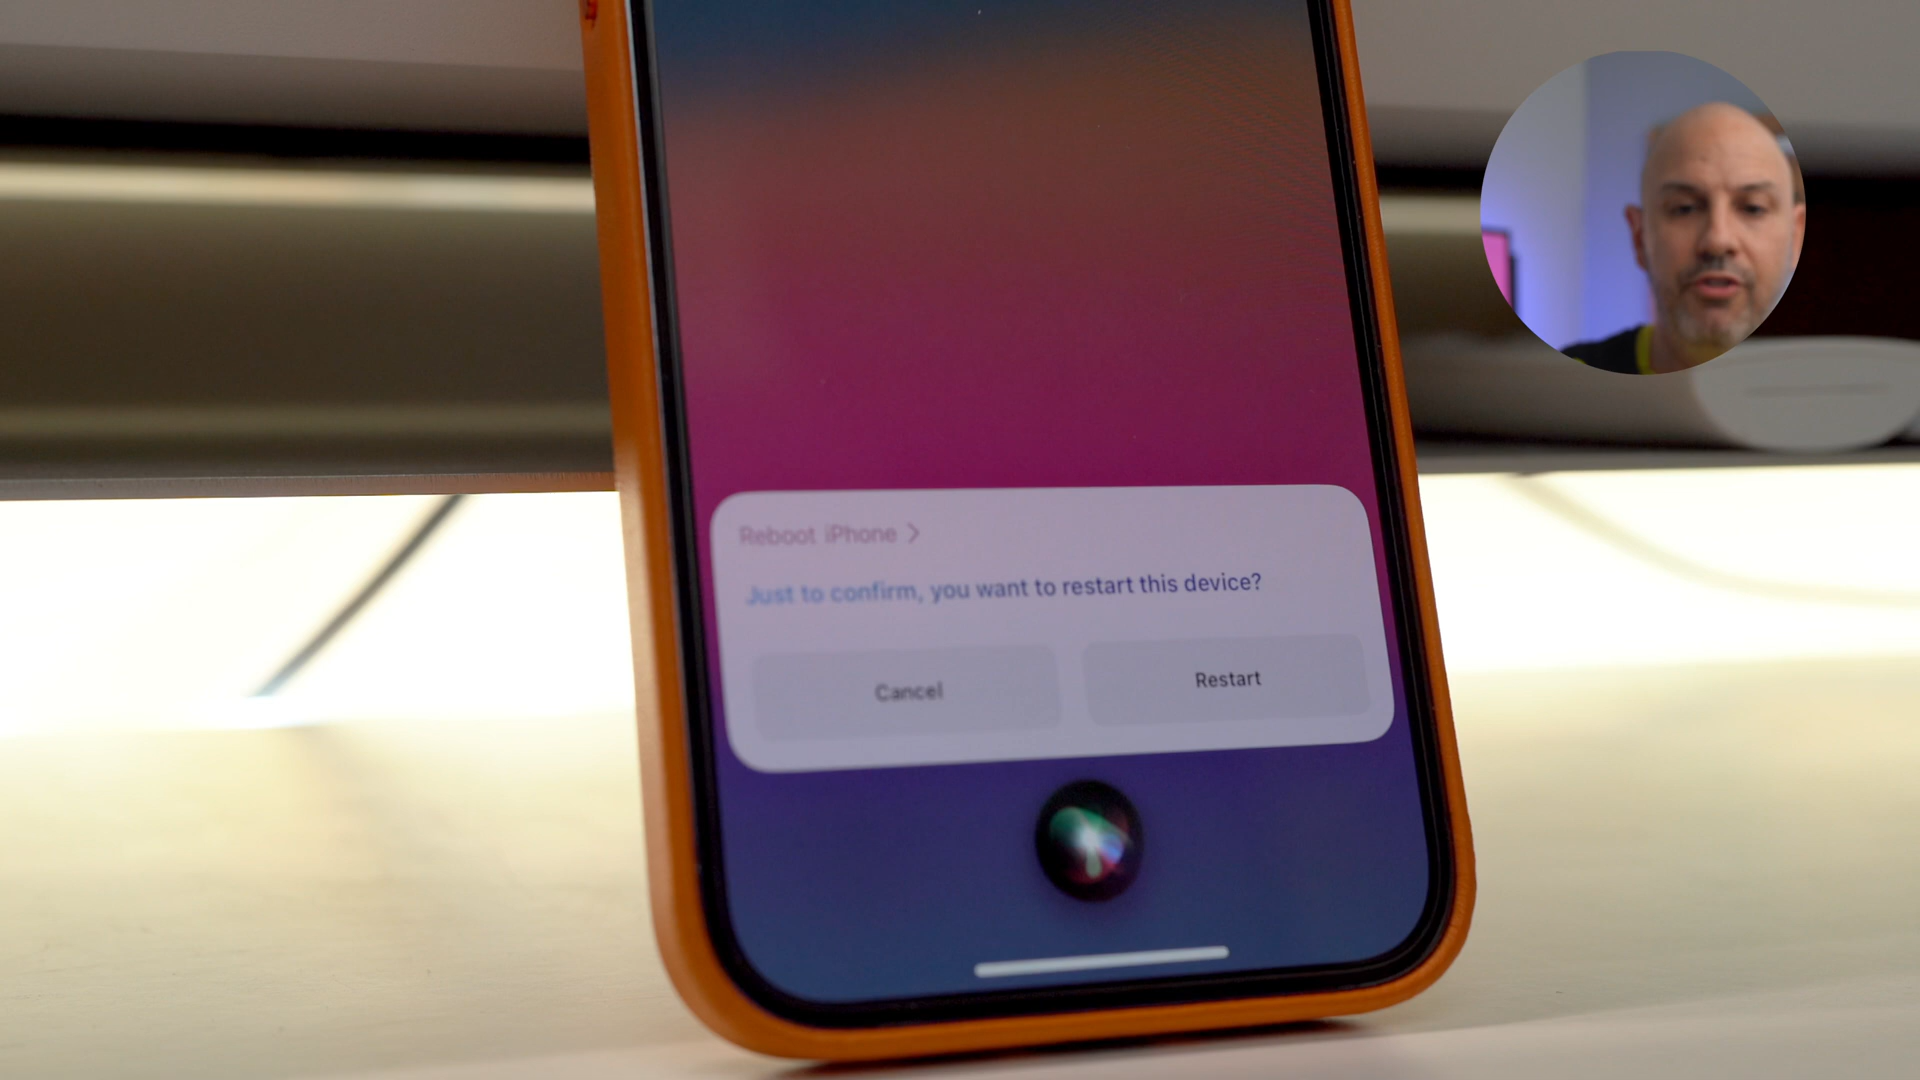 Reboot iPhone >
Just to confirm, you want to restart this device?
Cancel
Restart